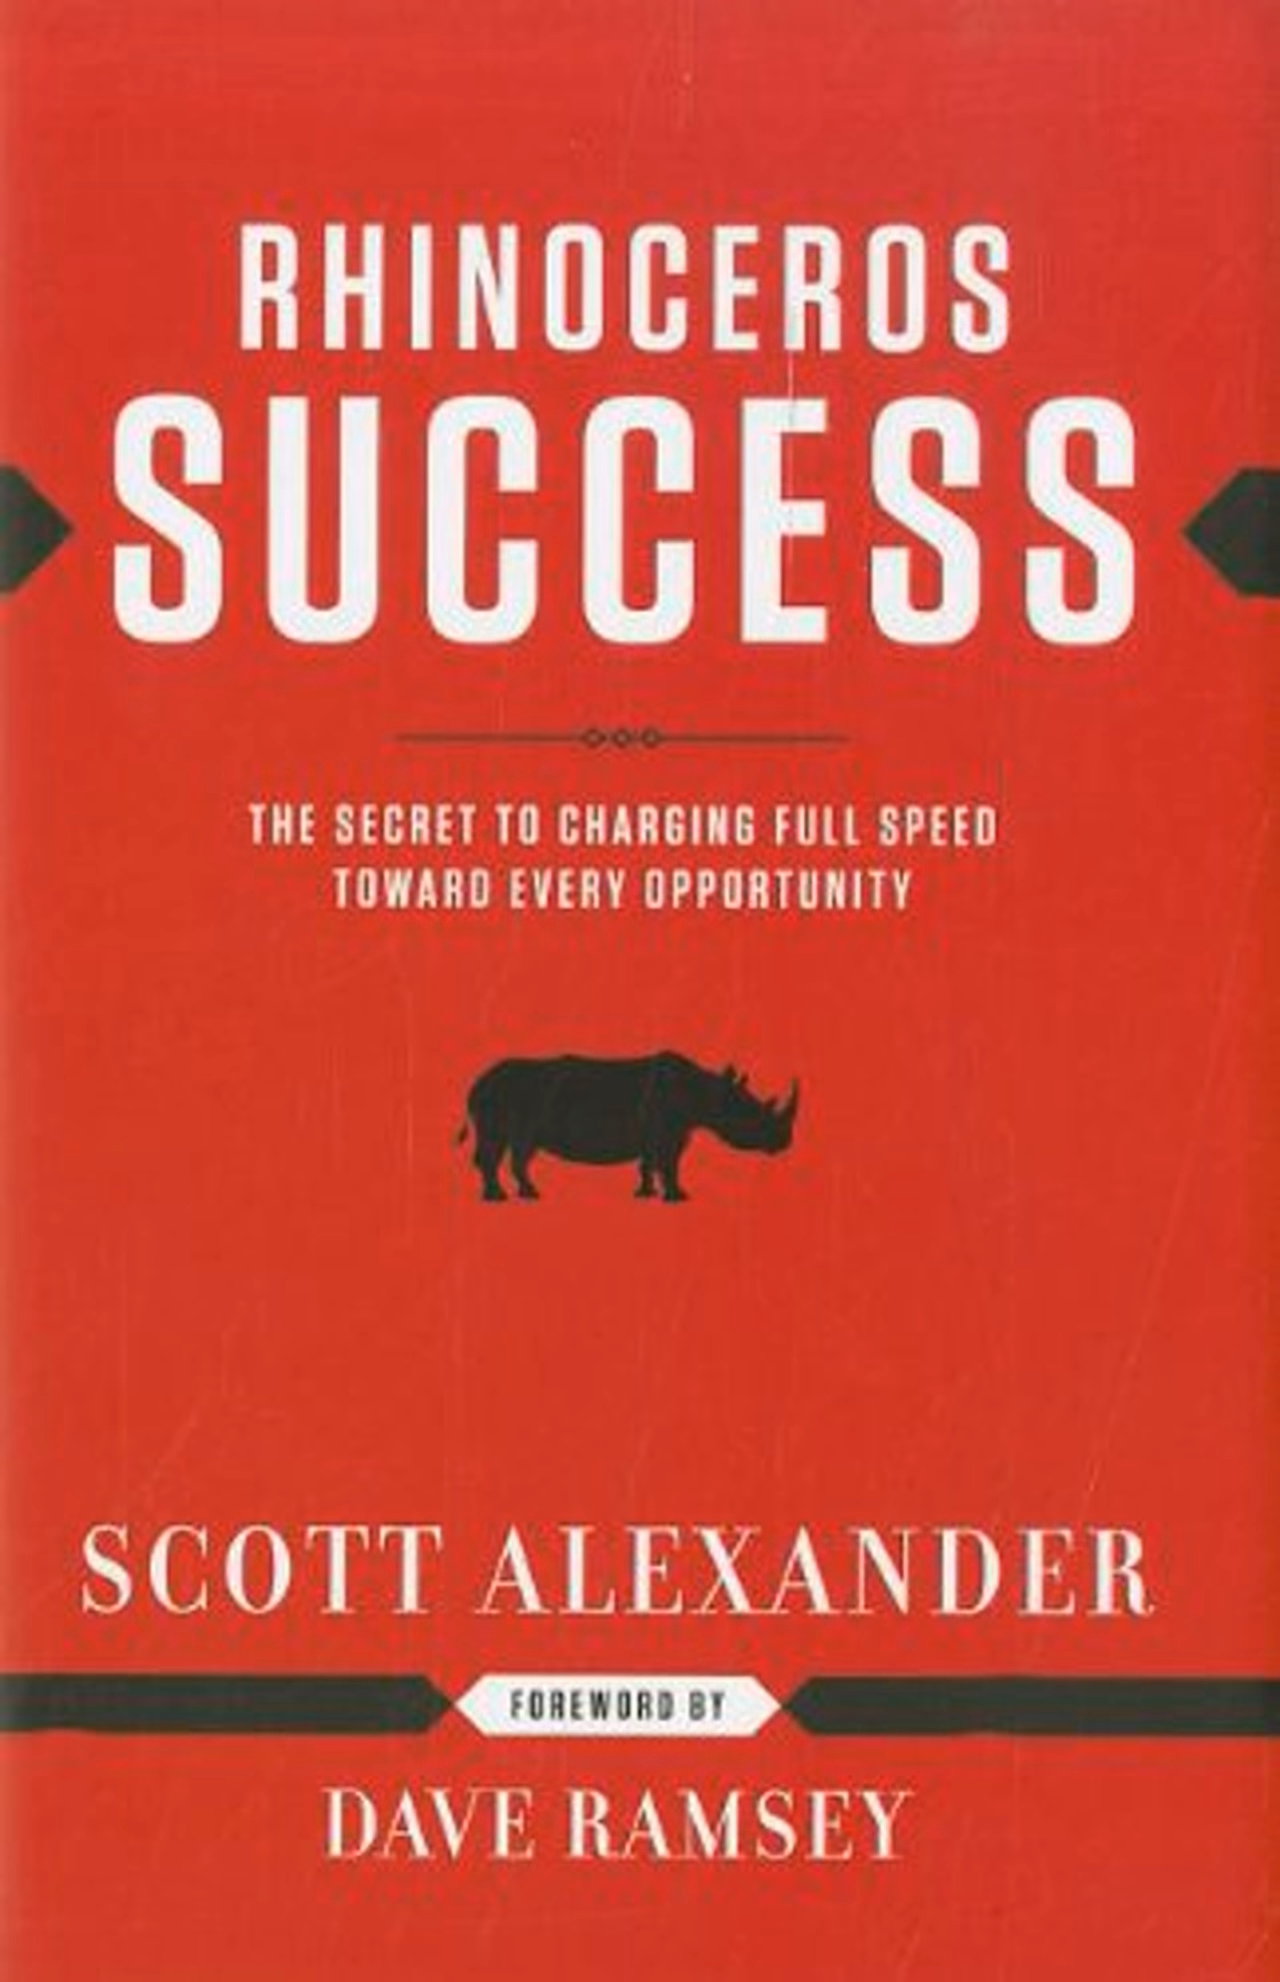 RHINOCEROS
SUCCESS
THE SECRET TO CHARGING FULL SPEED
TOWARD EVERY OPPORTUNITY
SCOTT ALEXANDER
FOREWORD BY
DAVE RAMSEY